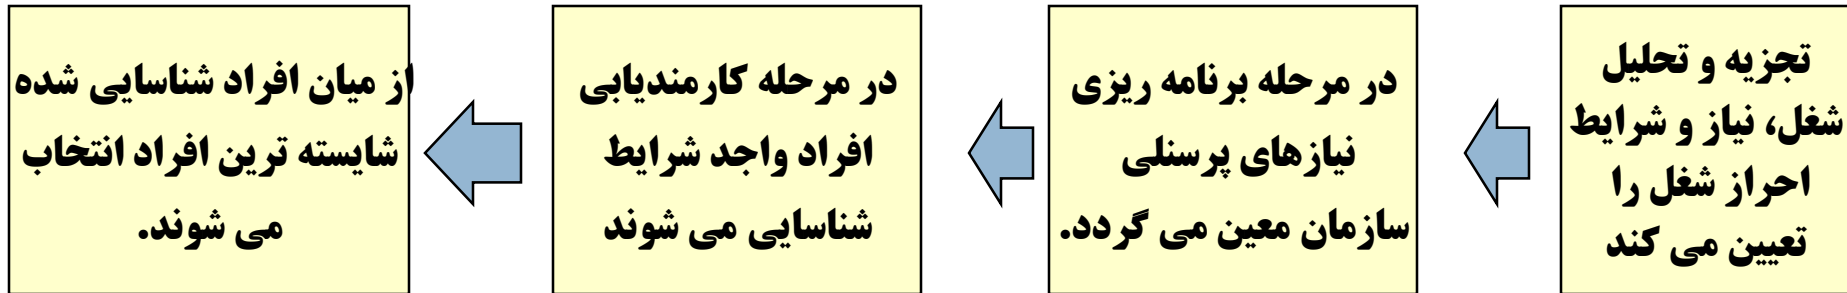 تجزیه و تحلیل
شغل، نیاز و شرایط
احراز شغل را
تعیین می کند
در مرحله برنامه ریزی
نیازهای پرسنلی
سازمان معین می گردد.
در مرحله کارمندیابی
افراد واجد شرایط
شناسایی می شوند
از میان افراد شناسایی شده
شایسته ترین افراد انتخاب
می شوند.